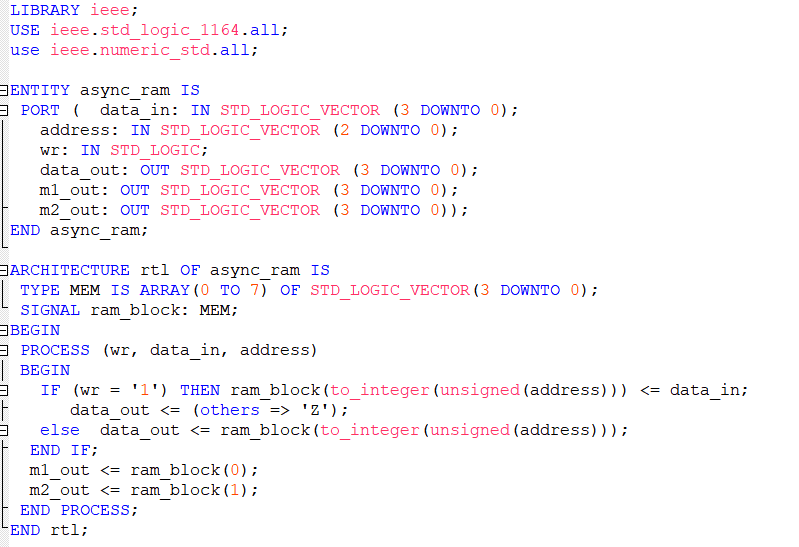 LIBRARY ieee;
USE ieee.std_logic_1164.all;
use ieee.numeric_std.all;
ENTITY async_ram IS
PORT ( data_in: IN STD_LOGIC_VECTOR (3 DOWNTO 0);
address: IN STD_LOGIC_VECTOR (2 DOWNTO 0);
wr: IN STD_LOGIC;
data_out: OUT STD_LOGIC_VECTOR (3 DOWNTO 0);
m1_out: OUT STD_LOGIC_VECTOR (3 DOWNTO 0);
m2_out: OUT STD_LOGIC_VECTOR (3 DOWNTO 0));
END async_ram;
ARCHITECTURE rtl OF async_ram IS
TYPE MEM IS ARRAY(0 TO 7) OF STD_LOGIC_VECTOR(3 DOWNTO 0);
SIGNAL ram_block: MEM;
BEGIN
PROCESS (wr, data_in, address)
BEGIN
IF (wr = '1') THEN ram_block(to_integer(unsigned(address))) <= data_in;
data_out <= (others => 'Z');
else data_out <= ram_block(to_integer(unsigned(address)));
END IF;
m1_out <= ram_block(0);
m2_out <= ram_block(1);
END PROCESS;
END rtl;